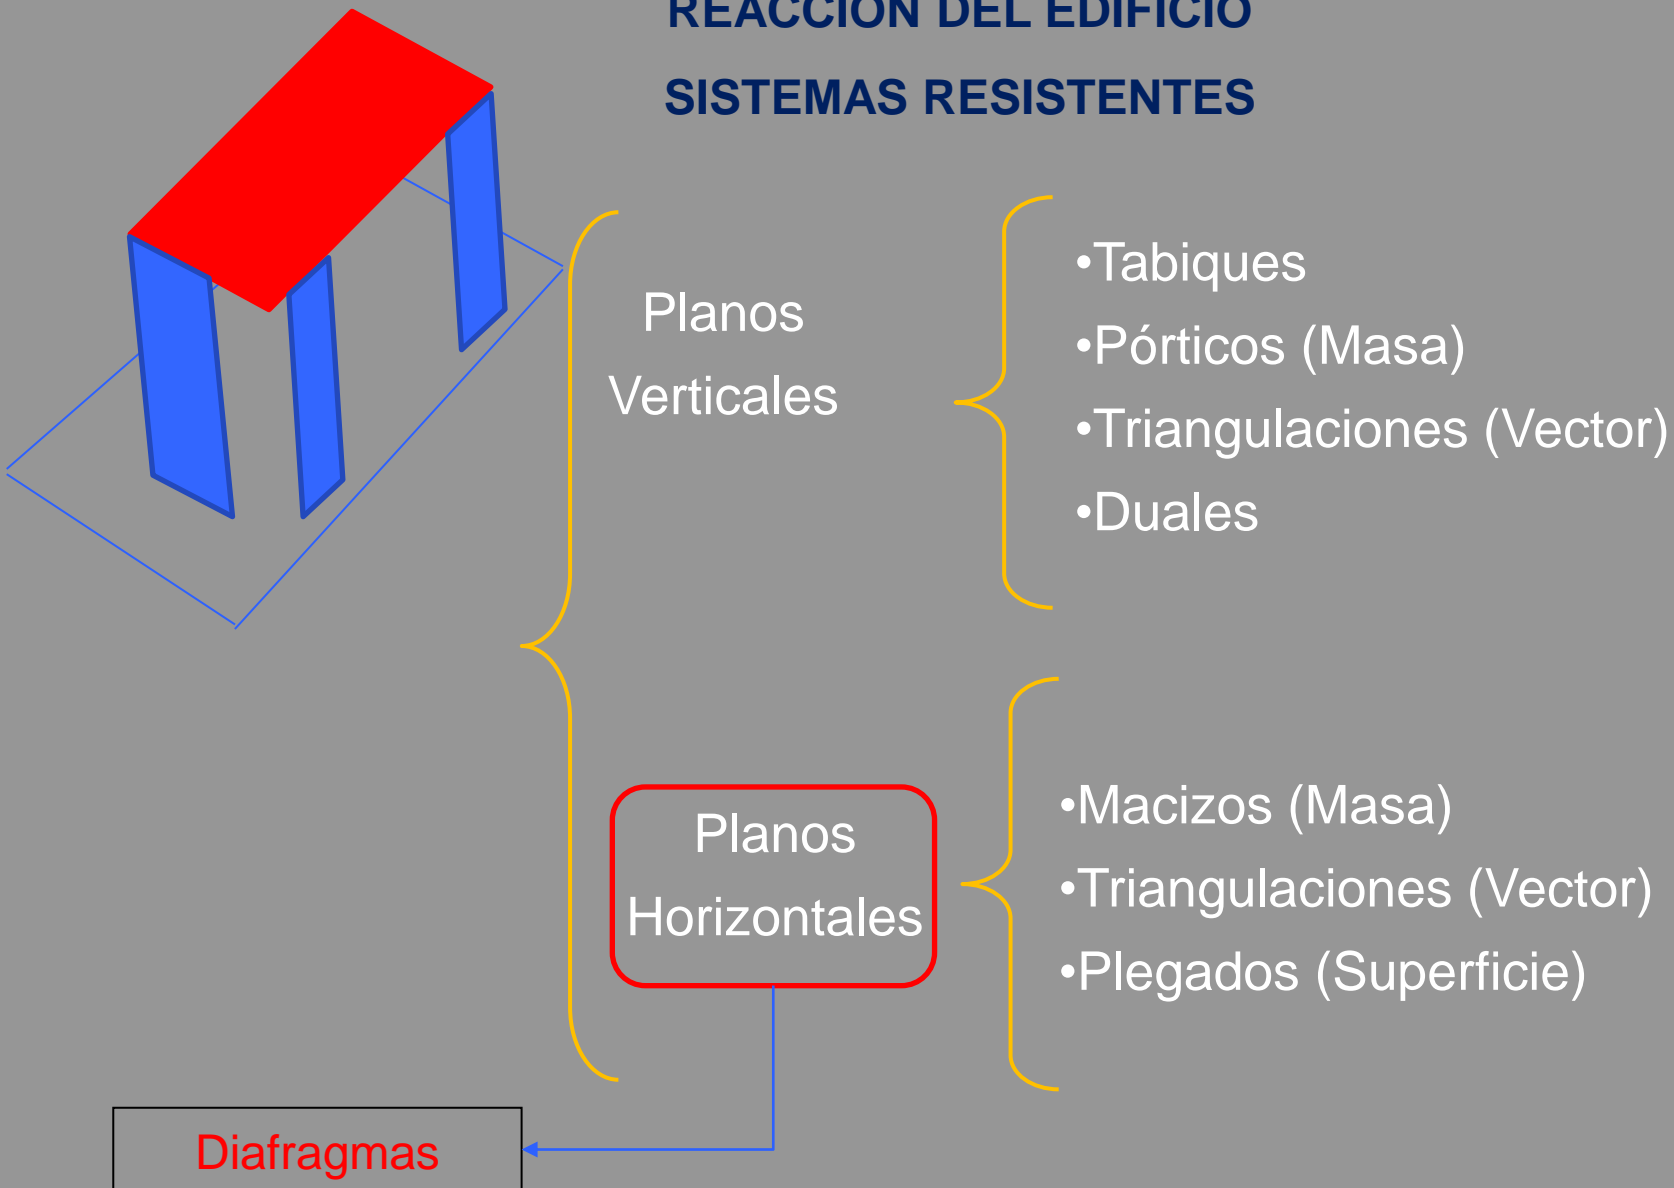 REACCION DEL EDIFICIO
SISTEMAS RESISTENTES
Planos
Verticales
•Tabiques
•Pórticos (Masa)
•Triangulaciones (Vector)
•Duales
Planos
Horizontales
•Macizos (Masa)
•Triangulaciones (Vector)
•Plegados (Superficie)
Diafragmas